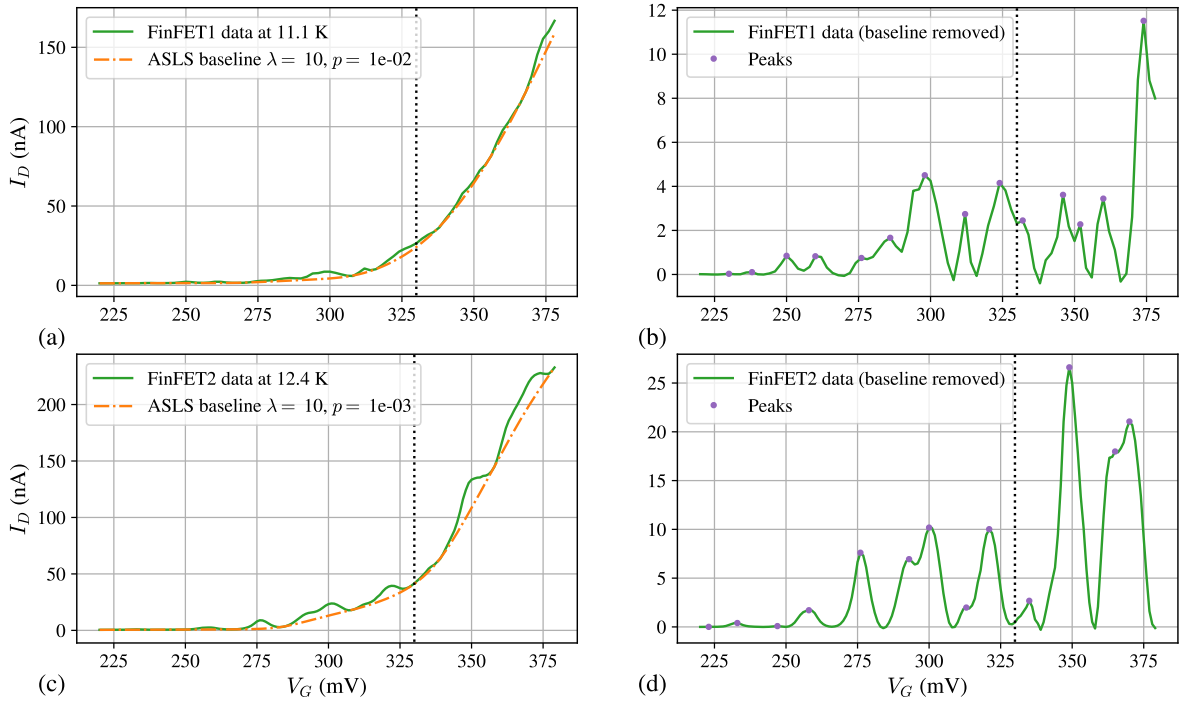 FinFET1 data at 11.1 K
ASLS baseline λ = 10, p = 1e-02
I_D (nA)
150
100
50
0
225 250 275 300 325 350 375
(a)
FinFET1 data (baseline removed)
Peaks
12
10
8
6
4
2
0
225 250 275 300 325 350 375
(b)
FinFET2 data at 12.4 K
ASLS baseline λ = 10, p = 1e-03
I_D (nA)
200
150
100
50
0
225 250 275 300 325 350 375
V_G (mV)
(c)
FinFET2 data (baseline removed)
Peaks
25
20
15
10
5
0
225 250 275 300 325 350 375
V_G (mV)
(d)